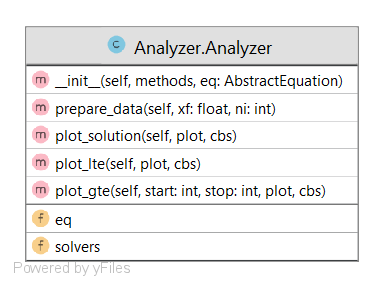 c Analyzer.Analyzer
m __init__(self, methods, eq: AbstractEquation)
m prepare_data(self, xf: float, ni: int)
m plot_solution(self, plot, cbs)
m plot_lte(self, plot, cbs)
m plot_gte(self, start: int, stop: int, plot, cbs)
f eq
f solvers
Powered by yFiles